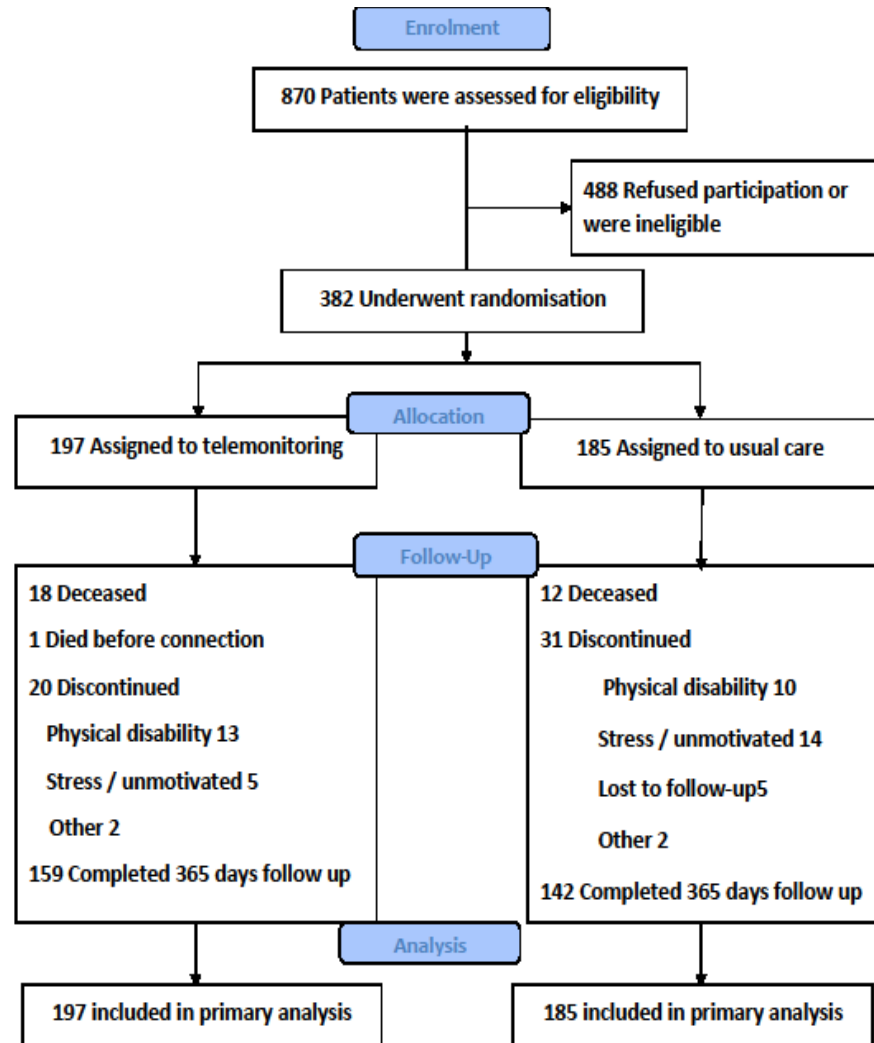 Enrolment
870 Patients were assessed for eligibility
488 Refused participation or
were ineligible
382 Underwent randomisation
Allocation
197 Assigned to telemonitoring
185 Assigned to usual care
Follow-Up
18 Deceased
1 Died before connection
20 Discontinued
Physical disability 13
Stress / unmotivated 5
Other 2
159 Completed 365 days follow up
12 Deceased
31 Discontinued
Physical disability 10
Stress / unmotivated 14
Lost to follow-up5
Other 2
142 Completed 365 days follow up
Analysis
197 included in primary analysis
185 included in primary analysis